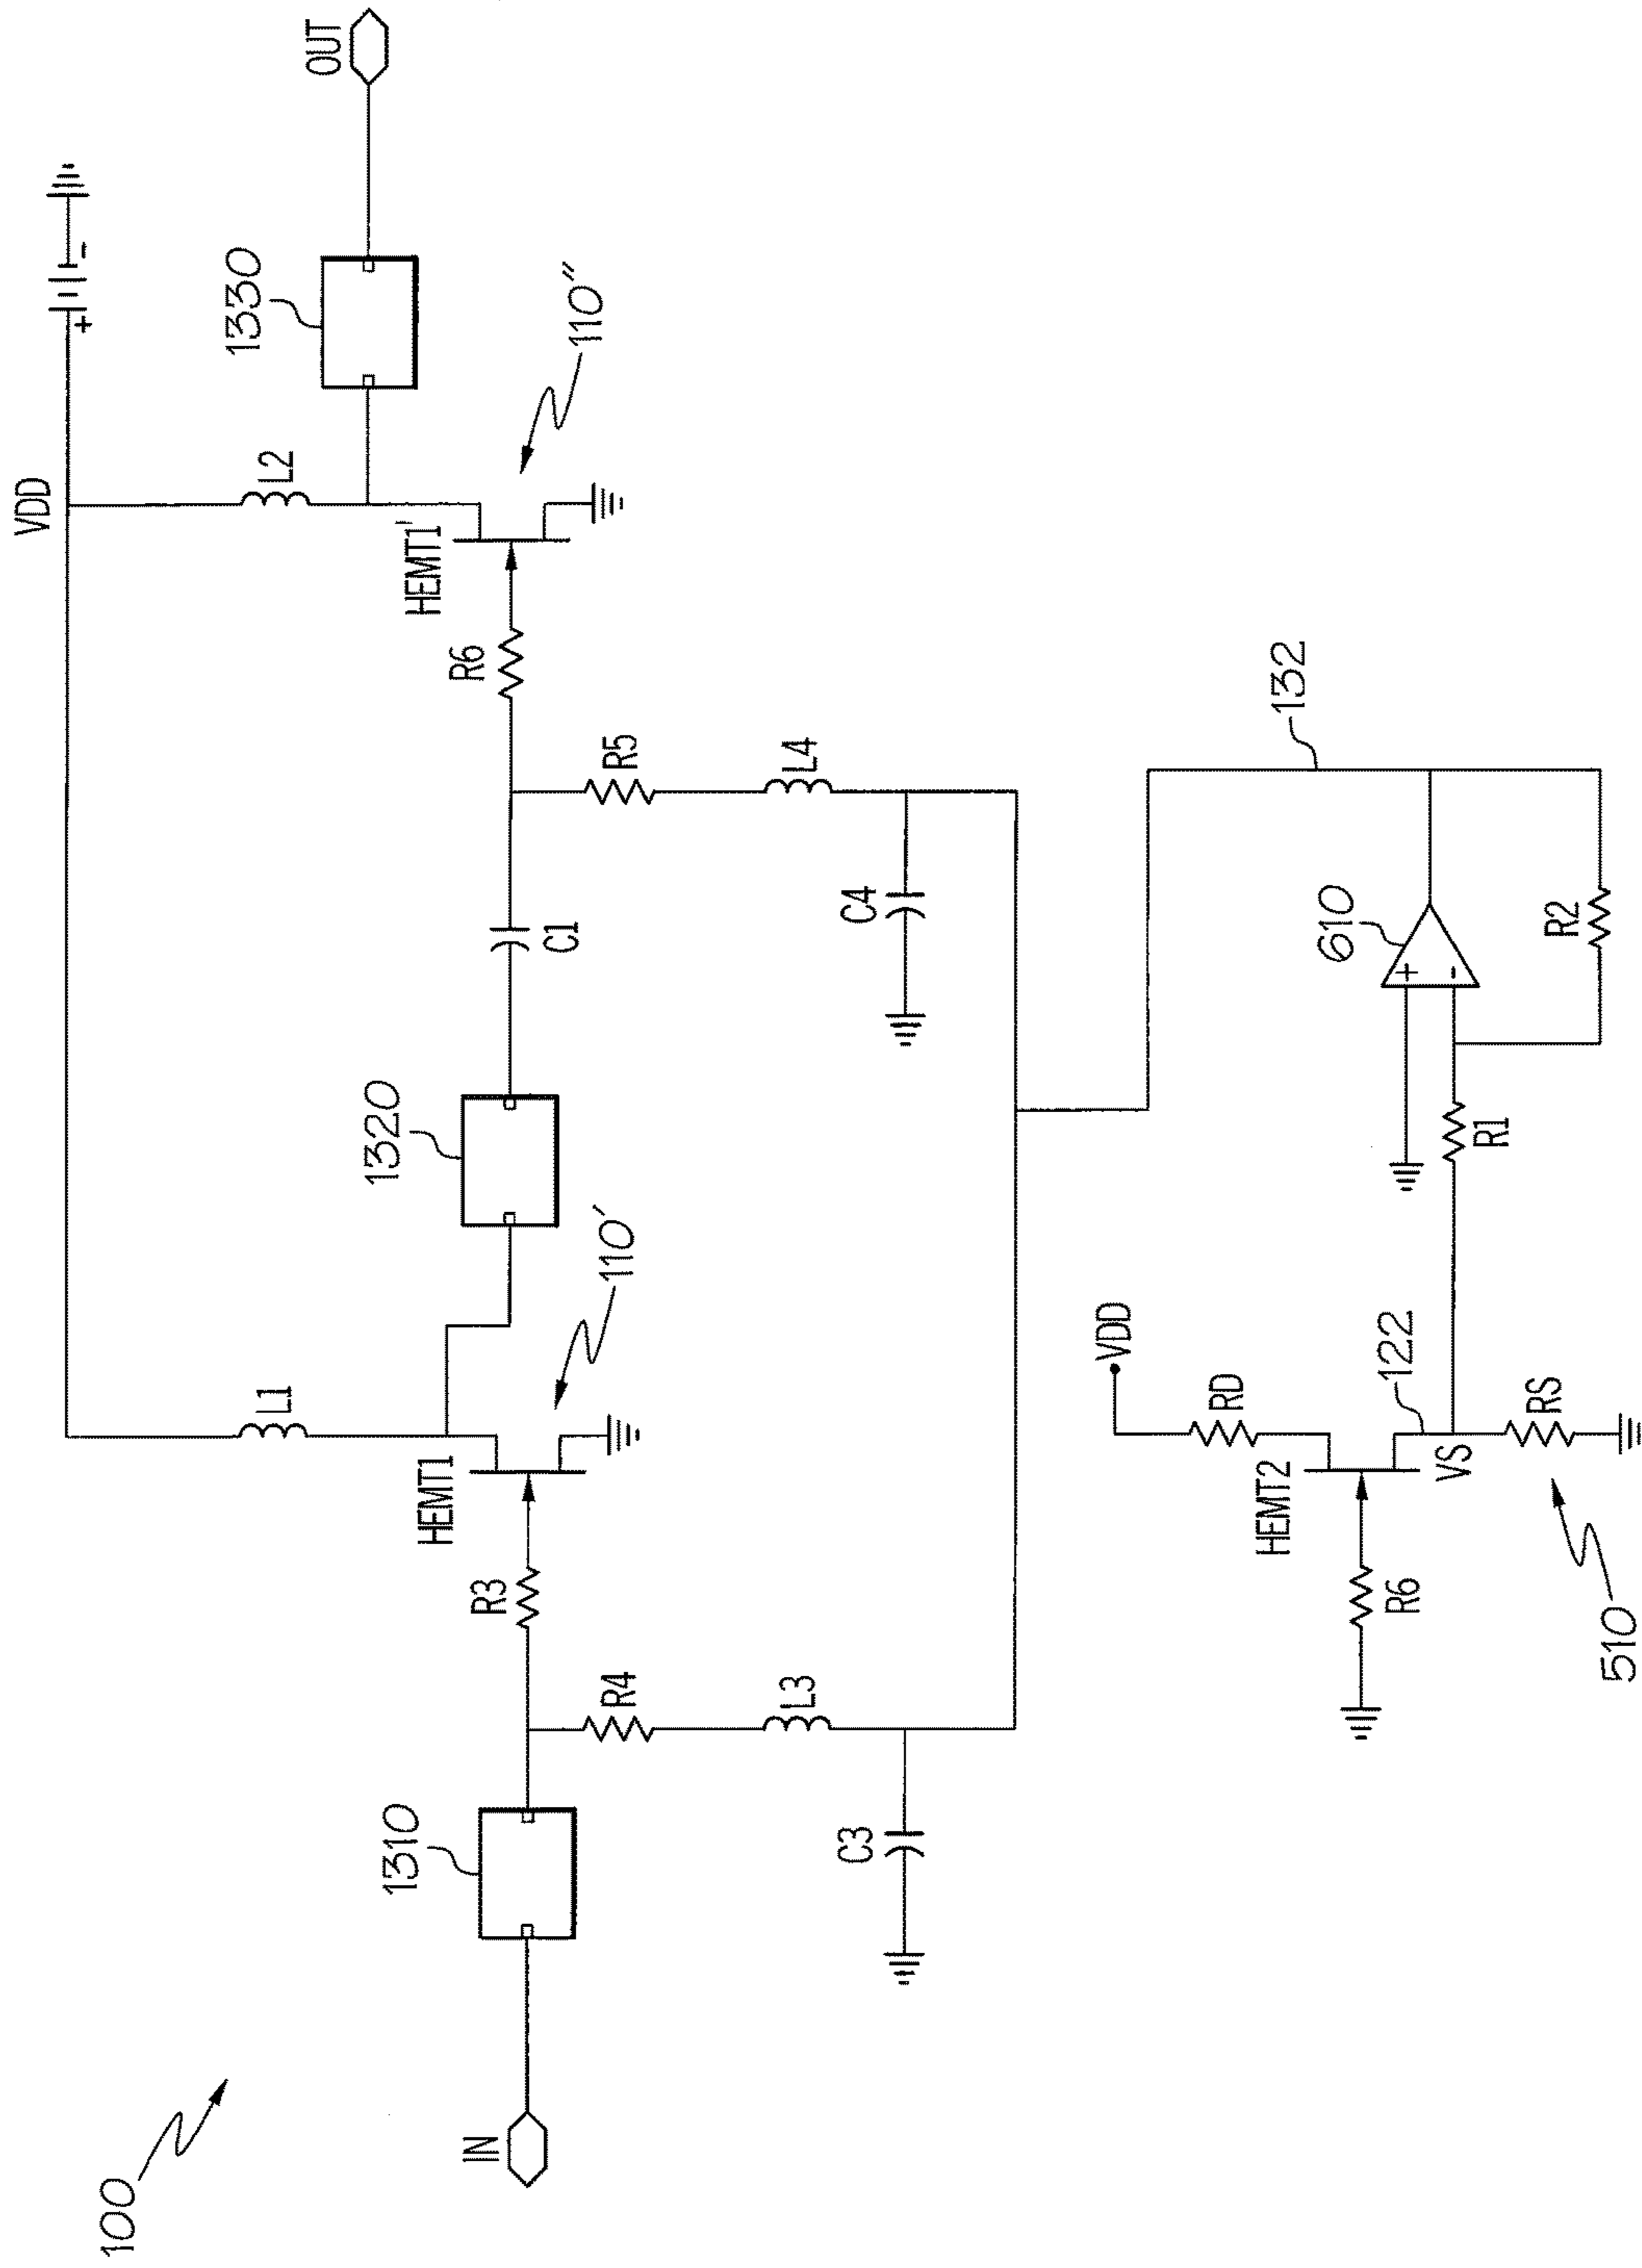 100
IN
1310
R3
R4
L3
C3
HEMT1
L1
110′
1320
C1
R5
L4
C4
R6
HEMT1'
L2
110″
VDD
+
-
1330
OUT
VDD
RD
HEMT2
R6
VS
122
RS
510
R1
+
-
610
R2
132